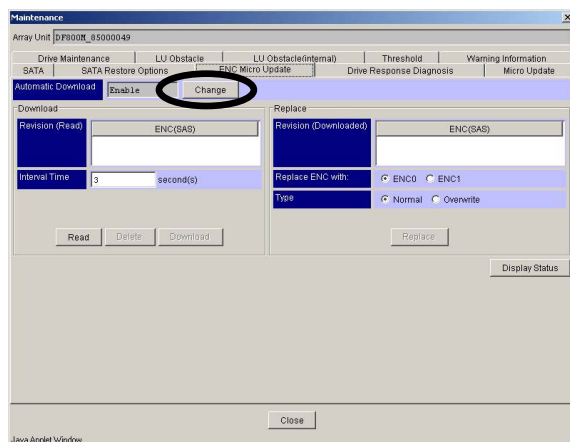 Maintenance
Array Unit DF800M_85000049
Drive Maintenance LU Obstacle LU Obstacle(internal) Threshold Warning Information
SATA SATA Restore Options ENC Micro Update Drive Response Diagnosis Micro Update
Automatic Download Enable Change
Download Replace
Revision (Read) ENC(SAS) Revision (Downloaded) ENC(SAS)
Interval Time 3 second(s) Replace ENC with: ENC0 ENC1
Type Normal Overwrite
Read Delete Download Replace
Display Status
Close
Java Applet Window